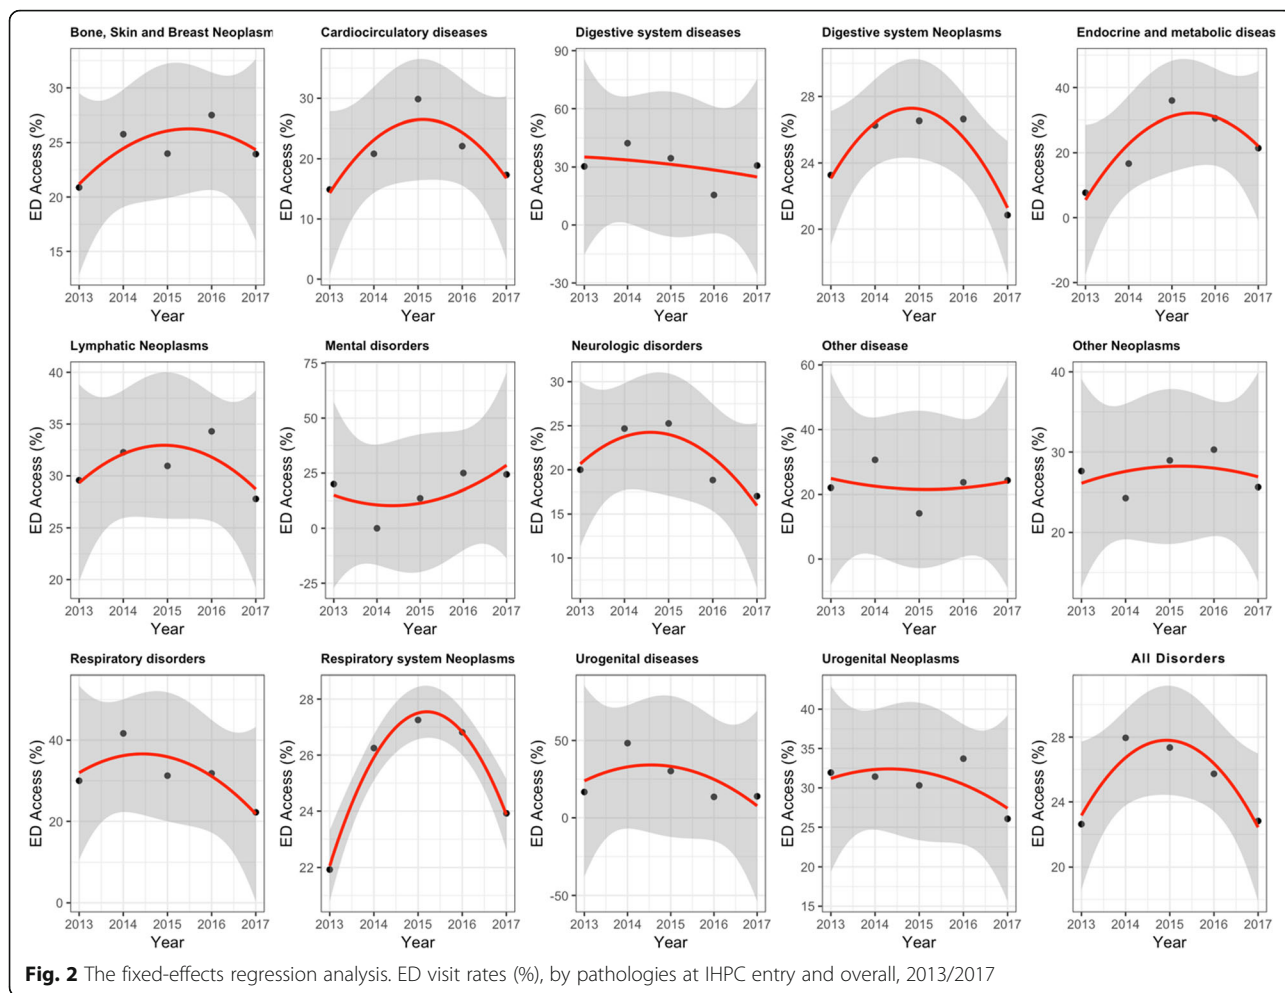 Bone, Skin and Breast Neoplasm
Cardiocirculatory diseases
Digestive system diseases
Digestive system Neoplasms
Endocrine and metabolic diseas
ED Access (%)
30
25
20
15
2013 2014 2015 2016 2017
Year
ED Access (%)
30
20
10
0
2013 2014 2015 2016 2017
Year
ED Access (%)
90
60
30
0
-30
2013 2014 2015 2016 2017
Year
ED Access (%)
28
24
20
2013 2014 2015 2016 2017
Year
ED Access (%)
40
20
0
-20
2013 2014 2015 2016 2017
Year
Lymphatic Neoplasms
Mental disorders
Neurologic disorders
Other disease
Other Neoplasms
ED Access (%)
40
35
30
25
20
2013 2014 2015 2016 2017
Year
ED Access (%)
75
50
25
0
-25
2013 2014 2015 2016 2017
Year
ED Access (%)
30
25
20
15
10
2013 2014 2015 2016 2017
Year
ED Access (%)
60
40
20
0
2013 2014 2015 2016 2017
Year
ED Access (%)
40
30
20
2013 2014 2015 2016 2017
Year
Respiratory disorders
Respiratory system Neoplasms
Urogenital diseases
Urogenital Neoplasms
All Disorders
ED Access (%)
40
20
0
2013 2014 2015 2016 2017
Year
ED Access (%)
28
26
24
22
2013 2014 2015 2016 2017
Year
ED Access (%)
50
0
-50
2013 2014 2015 2016 2017
Year
ED Access (%)
40
35
30
25
20
15
2013 2014 2015 2016 2017
Year
ED Access (%)
28
24
20
2013 2014 2015 2016 2017
Year
Fig. 2 The fixed-effects regression analysis. ED visit rates (%), by pathologies at IHPC entry and overall, 2013/2017